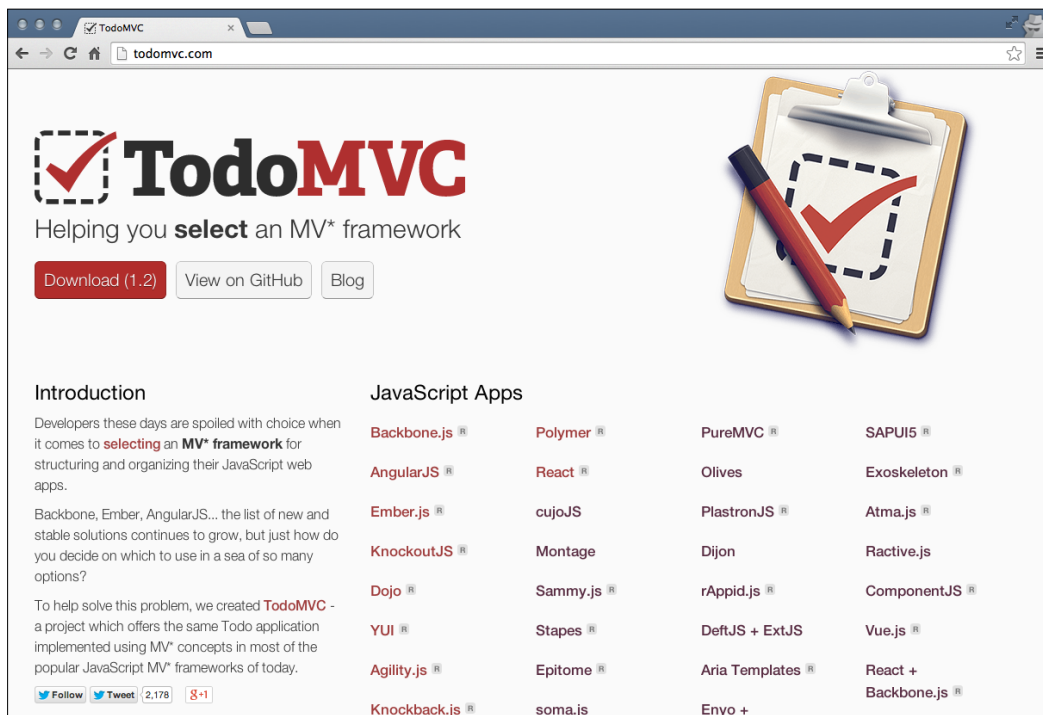 TodoMVC
todomvc.com
TodoMVC
Helping you select an MV* framework
Download (1.2)
View on GitHub
Blog
Introduction
Developers these days are spoiled with choice when
it comes to selecting an MV* framework for
structuring and organizing their JavaScript web
apps.
Backbone, Ember, AngularJS... the list of new and
stable solutions continues to grow, but just how do
you decide on which to use in a sea of so many
options?
To help solve this problem, we created TodoMVC -
a project which offers the same Todo application
implemented using MV* concepts in most of the
popular JavaScript MV* frameworks of today.
Follow Tweet 2,178 g+1
JavaScript Apps
Backbone.js R
AngularJS R
Ember.js R
KnockoutJS R
Dojo R
YUI R
Agility.js R
Knockback.js R
Polymer R
React R
cujoJS
Montage
Sammy.js R
Stapes R
Epitome R
soma.js
PureMVC R
Olives
PlastronJS R
Dijon
rAppid.js R
DeftJS + ExtJS
Aria Templates R
Enyo +
SAPUI5 R
Exoskeleton R
Atma.js R
Ractive.js
ComponentJS R
Vue.js R
React +
Backbone.js R